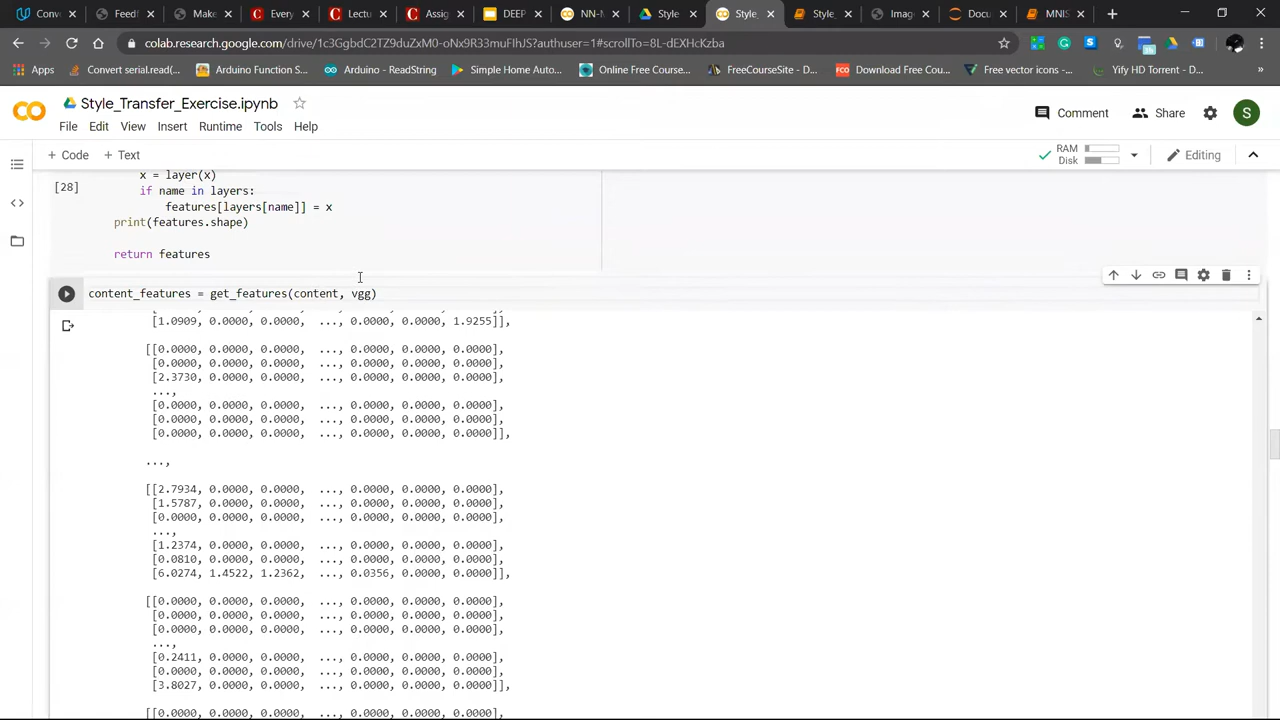 Conv
Feedf
Make
Every
Lectu
Assig
DEEP
NN-M
Style
Style_
Style_
Imag
Docu
MNIS
colab.research.google.com/drive/1c3GgbdC2TZ9duZxM0-oNx9R33muFIhJS?authuser=1#scrollTo=8L-dEXHcKzba
Apps
Convert serial.read(...
Arduino Function S...
Arduino - ReadString
Simple Home Auto...
Online Free Course...
FreeCourseSite - D...
Download Free Cou...
Free vector icons -...
Yify HD Torrent - D...
Style_Transfer_Exercise.ipynb
Comment
Share
S
File Edit View Insert Runtime Tools Help
+ Code + Text
RAM
Disk
Editing
x = layer(x)
[28]
if name in layers:
features[layers[name]] = x
print(features.shape)
return features
content_features = get_features(content, vgg)
[1.0909, 0.0000, 0.0000, ..., 0.0000, 0.0000, 1.9255]],
[[0.0000, 0.0000, 0.0000, ..., 0.0000, 0.0000, 0.0000],
[0.0000, 0.0000, 0.0000, ..., 0.0000, 0.0000, 0.0000],
[2.3730, 0.0000, 0.0000, ..., 0.0000, 0.0000, 0.0000],
...,
[0.0000, 0.0000, 0.0000, ..., 0.0000, 0.0000, 0.0000],
[0.0000, 0.0000, 0.0000, ..., 0.0000, 0.0000, 0.0000],
[0.0000, 0.0000, 0.0000, ..., 0.0000, 0.0000, 0.0000]],
...,
[[2.7934, 0.0000, 0.0000, ..., 0.0000, 0.0000, 0.0000],
[1.5787, 0.0000, 0.0000, ..., 0.0000, 0.0000, 0.0000],
[0.0000, 0.0000, 0.0000, ..., 0.0000, 0.0000, 0.0000],
...,
[1.2374, 0.0000, 0.0000, ..., 0.0000, 0.0000, 0.0000],
[0.0810, 0.0000, 0.0000, ..., 0.0000, 0.0000, 0.0000],
[6.0274, 1.4522, 1.2362, ..., 0.0356, 0.0000, 0.0000]],
[[0.0000, 0.0000, 0.0000, ..., 0.0000, 0.0000, 0.0000],
[0.0000, 0.0000, 0.0000, ..., 0.0000, 0.0000, 0.0000],
[0.0000, 0.0000, 0.0000, ..., 0.0000, 0.0000, 0.0000],
...,
[0.2411, 0.0000, 0.0000, ..., 0.0000, 0.0000, 0.0000],
[0.0000, 0.0000, 0.0000, ..., 0.0000, 0.0000, 0.0000],
[3.8027, 0.0000, 0.0000, ..., 0.0000, 0.0000, 0.0000]],
[[0.0000, 0.0000, 0.0000, ..., 0.0000, 0.0000, 0.0000],